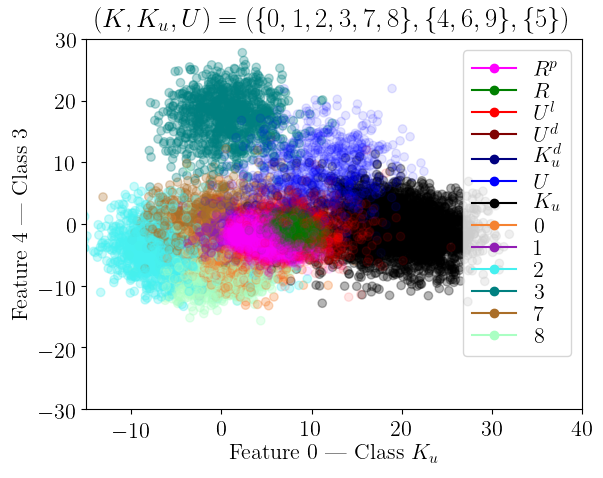 (K, K_u, U) = ({0, 1, 2, 3, 7, 8}, {4, 6, 9}, {5})
30
20
10
0
−10
−20
−30
Feature 4 — Class 3
−10
0
10
20
30
40
Feature 0 — Class K_u
R^p
R
U^l
U^d
K_u^d
U
K_u
0
1
2
3
7
8